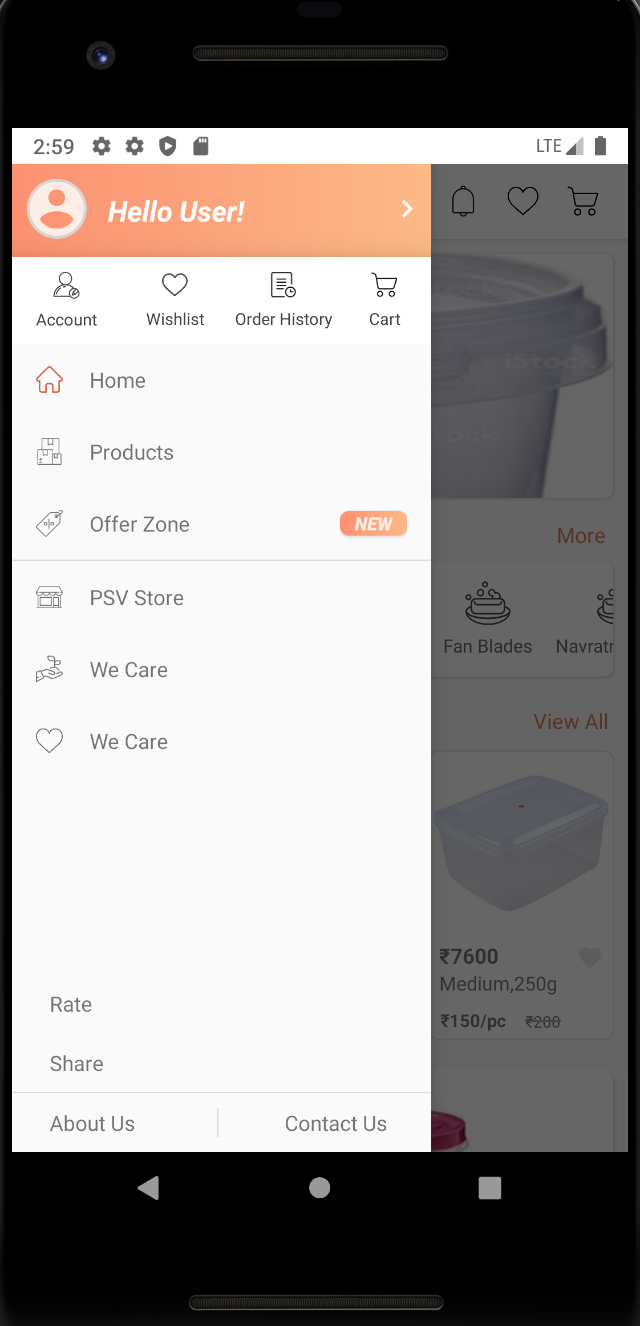 2:59
LTE
Hello User!
Account
Wishlist
Order History
Cart
Home
Products
Offer Zone
NEW
PSV Store
We Care
We Care
Rate
Share
About Us
Contact Us
iStock
More
Fan Blades
View All
₹7600
Medium,250g
₹150/pc ₹200